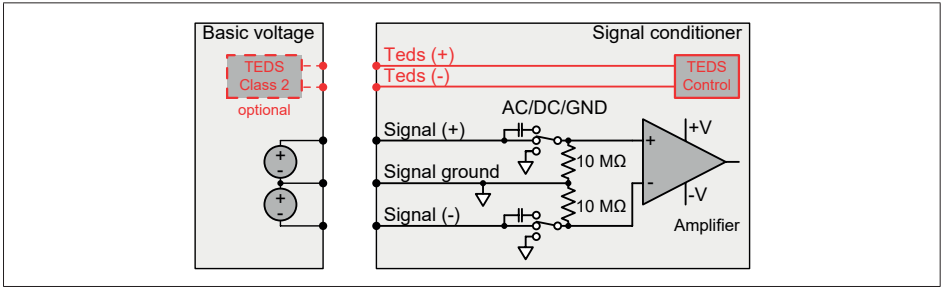 Basic voltage
Signal conditioner
TEDS
Class 2
optional
Teds (+)
Teds (-)
TEDS
Control
AC/DC/GND
Signal (+)
Signal ground
Signal (-)
10 MΩ
10 MΩ
+V
-V
+
-
+
-
+
-
Amplifier